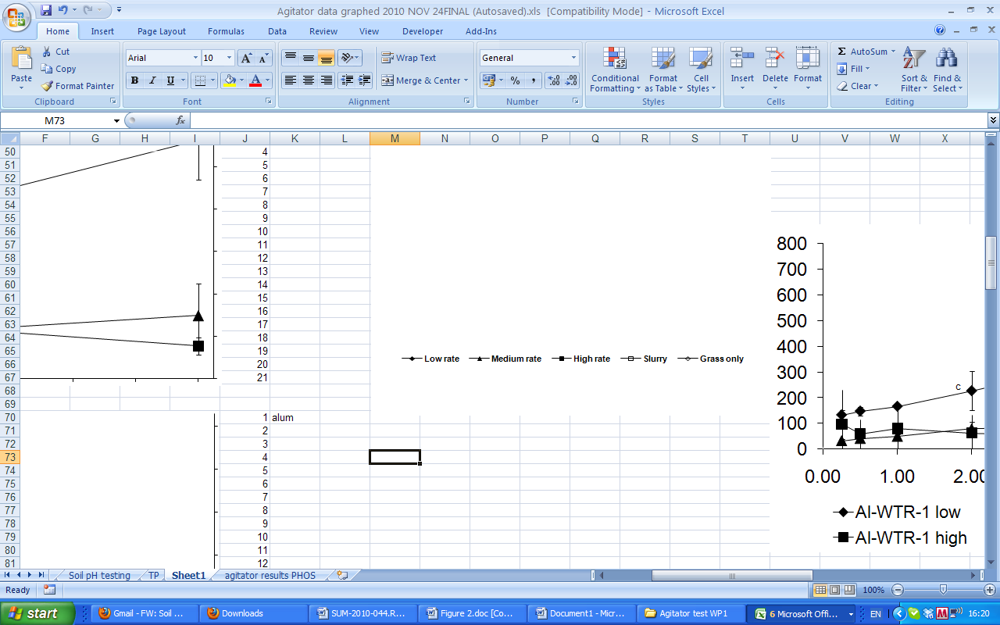 Agitator data graphed 2010 NOV 24FINAL (Autosaved).xls [Compatibility Mode] - Microsoft Excel
Home Insert Page Layout Formulas Data Review View Developer Add-Ins
Paste Cut Copy Format Painter Clipboard
Arial 10 A A B I U A Font
Wrap Text Merge & Center Alignment
General % , .0 .00 .00 .0 Number
Conditional Formatting Format as Table Cell Styles Styles
Insert Delete Format Cells
Σ AutoSum Fill Clear Sort & Filter Find & Select Editing
M73 fx
F G H I J K L M N O P Q R S T U V W X
50 4
51 5
52 6
53 7
54 8
55 9
56 10
57 11
58 12
59 13
60 14
61 15
62 16
63 17
64 18
65 19
66 20
67 21
68
69
70 1 alum
71 2
72 3
73 4
74 5
75 6
76 7
77 8
78 9
79 10
80 11
81 12
Low rate Medium rate High rate Slurry Grass only
800
700
600
500
400
300
200
100
0
c
0.00 1.00 2.00
Al-WTR-1 low
Al-WTR-1 high
Soil pH testing TP Sheet1 agitator results PHOS
Ready 100%
start Gmail - FW: Soil ... Downloads SUM-2010-044.R... Figure 2.doc [Co... Document1 - Micr... Agitator test WP1 6 Microsoft Offi... EN 16:20